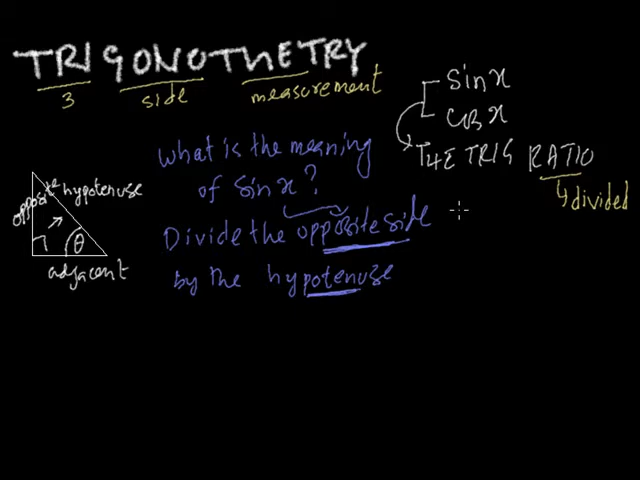 TRIGONOTHETRY
3 side measurement
sin x
cos x
THE TRIG RATIO
divided
What is the meaning
of sin x?
Divide the opposite side
by the hypotenuse
opposite hypotenuse
θ
adjacent